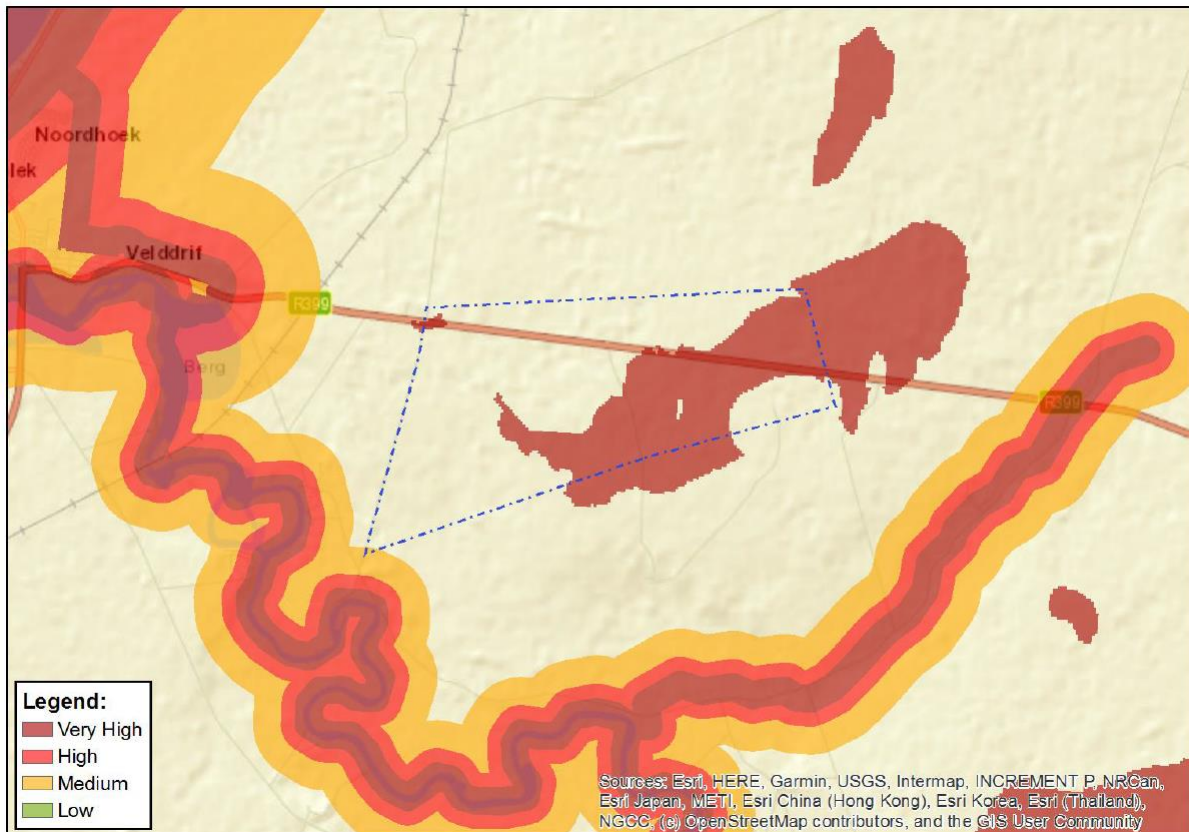 Noordhoek
lek
Velddrif
R399
Berg
R399
Legend:
Very High
High
Medium
Low
Sources: Esri, HERE, Garmin, USGS, Intermap, INCREMENT P, NRCan,
Esri Japan, METI, Esri China (Hong Kong), Esri Korea, Esri (Thailand),
NGCC, (c) OpenStreetMap contributors, and the GIS User Community